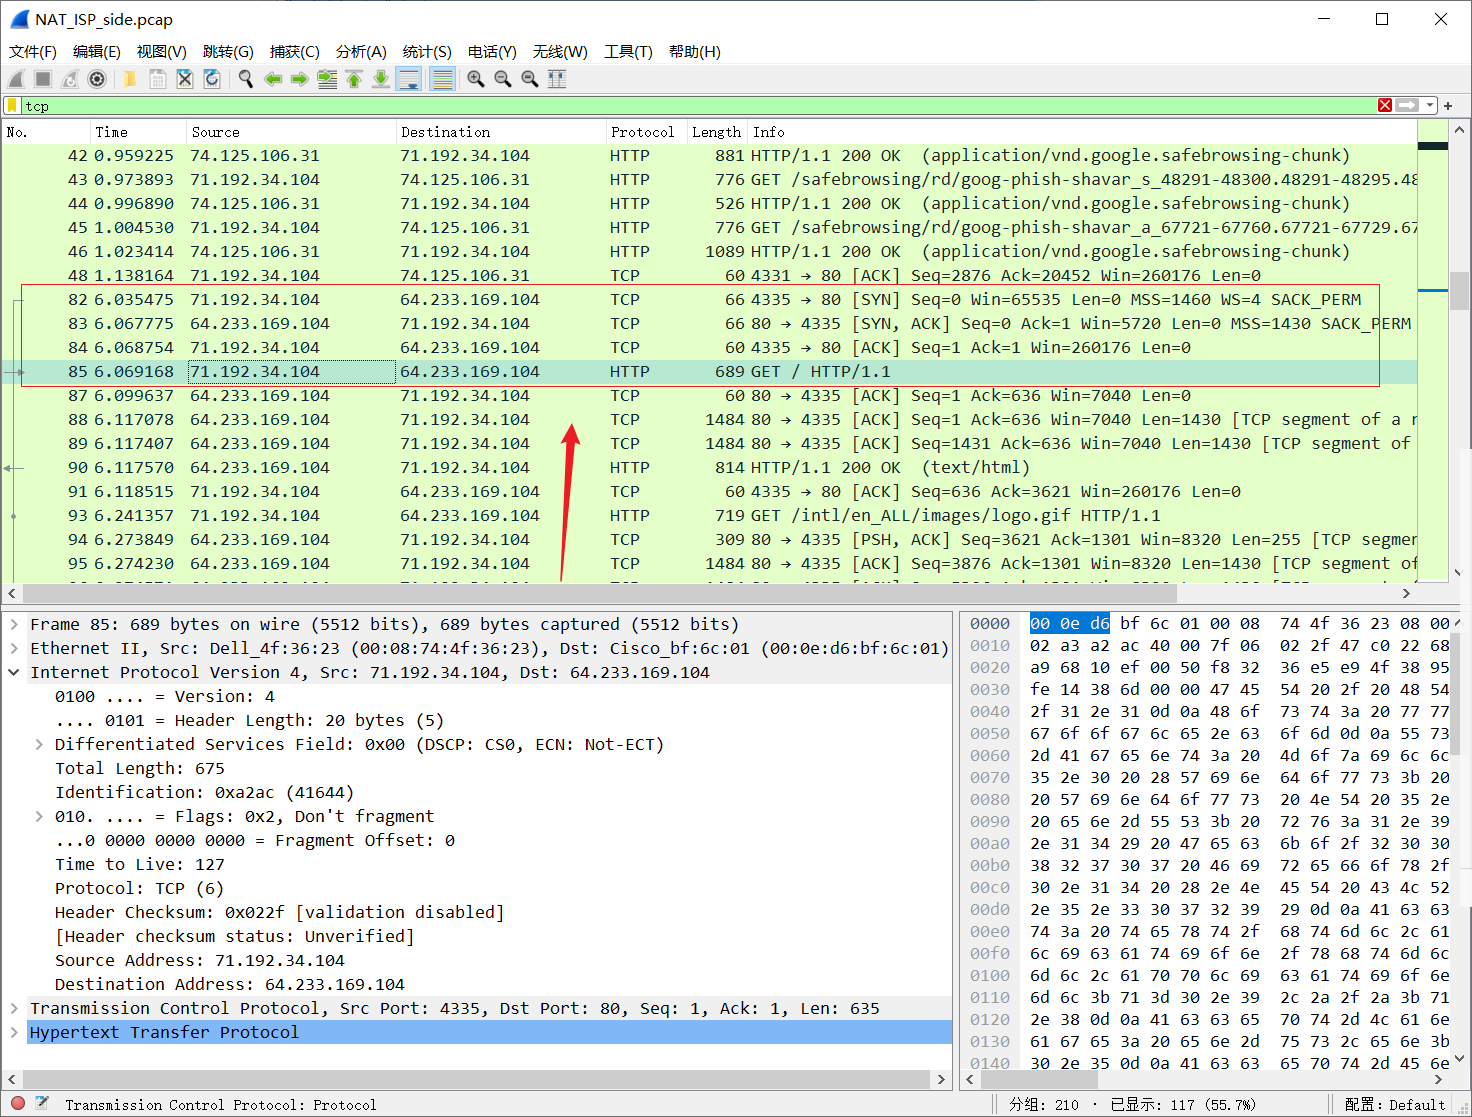 NAT_ISP_side.pcap
文件(F) 编辑(E) 视图(V) 跳转(G) 捕获(C) 分析(A) 统计(S) 电话(Y) 无线(W) 工具(T) 帮助(H)
tcp
No. Time Source Destination Protocol Length Info
42 0.959225 74.125.106.31 71.192.34.104 HTTP 881 HTTP/1.1 200 OK (application/vnd.google.safebrowsing-chunk)
43 0.973893 71.192.34.104 74.125.106.31 HTTP 776 GET /safebrowsing/rd/goog-phish-shavar_s_48291-48300.48291-48295.48
44 0.996890 74.125.106.31 71.192.34.104 HTTP 526 HTTP/1.1 200 OK (application/vnd.google.safebrowsing-chunk)
45 1.004530 71.192.34.104 74.125.106.31 HTTP 776 GET /safebrowsing/rd/goog-phish-shavar_a_67721-67760.67721-67729.67
46 1.023414 74.125.106.31 71.192.34.104 HTTP 1089 HTTP/1.1 200 OK (application/vnd.google.safebrowsing-chunk)
48 1.138164 71.192.34.104 74.125.106.31 TCP 60 4331 → 80 [ACK] Seq=2876 Ack=20452 Win=260176 Len=0
82 6.035475 71.192.34.104 64.233.169.104 TCP 66 4335 → 80 [SYN] Seq=0 Win=65535 Len=0 MSS=1460 WS=4 SACK_PERM
83 6.067775 64.233.169.104 71.192.34.104 TCP 66 80 → 4335 [SYN, ACK] Seq=0 Ack=1 Win=5720 Len=0 MSS=1430 SACK_PERM
84 6.068754 71.192.34.104 64.233.169.104 TCP 60 4335 → 80 [ACK] Seq=1 Ack=1 Win=260176 Len=0
85 6.069168 71.192.34.104 64.233.169.104 HTTP 689 GET / HTTP/1.1
87 6.099637 64.233.169.104 71.192.34.104 TCP 60 80 → 4335 [ACK] Seq=1 Ack=636 Win=7040 Len=0
88 6.117078 64.233.169.104 71.192.34.104 TCP 1484 80 → 4335 [ACK] Seq=1 Ack=636 Win=7040 Len=1430 [TCP segment of a r
89 6.117407 64.233.169.104 71.192.34.104 TCP 1484 80 → 4335 [ACK] Seq=1431 Ack=636 Win=7040 Len=1430 [TCP segment of
90 6.117570 64.233.169.104 71.192.34.104 HTTP 814 HTTP/1.1 200 OK (text/html)
91 6.118515 71.192.34.104 64.233.169.104 TCP 60 4335 → 80 [ACK] Seq=636 Ack=3621 Win=260176 Len=0
93 6.241357 71.192.34.104 64.233.169.104 HTTP 719 GET /intl/en_ALL/images/logo.gif HTTP/1.1
94 6.273849 64.233.169.104 71.192.34.104 TCP 309 80 → 4335 [PSH, ACK] Seq=3621 Ack=1301 Win=8320 Len=255 [TCP segmer
95 6.274230 64.233.169.104 71.192.34.104 TCP 1484 80 → 4335 [ACK] Seq=3876 Ack=1301 Win=8320 Len=1430 [TCP segment of
Frame 85: 689 bytes on wire (5512 bits), 689 bytes captured (5512 bits)
Ethernet II, Src: Dell_4f:36:23 (00:08:74:4f:36:23), Dst: Cisco_bf:6c:01 (00:0e:d6:bf:6c:01)
Internet Protocol Version 4, Src: 71.192.34.104, Dst: 64.233.169.104
0100 .... = Version: 4
.... 0101 = Header Length: 20 bytes (5)
Differentiated Services Field: 0x00 (DSCP: CS0, ECN: Not-ECT)
Total Length: 675
Identification: 0xa2ac (41644)
010. .... = Flags: 0x2, Don't fragment
...0 0000 0000 0000 = Fragment Offset: 0
Time to Live: 127
Protocol: TCP (6)
Header Checksum: 0x022f [validation disabled]
[Header checksum status: Unverified]
Source Address: 71.192.34.104
Destination Address: 64.233.169.104
Transmission Control Protocol, Src Port: 4335, Dst Port: 80, Seq: 1, Ack: 1, Len: 635
Hypertext Transfer Protocol
0000 00 0e d6 bf 6c 01 00 08 74 4f 36 23 08 00
0010 02 a3 a2 ac 40 00 7f 06 02 2f 47 c0 22 68
0020 a9 68 10 ef 00 50 f8 32 36 e5 e9 4f 38 95
0030 fe 14 38 6d 00 00 47 45 54 20 2f 20 48 54
0040 2f 31 2e 31 0d 0a 48 6f 73 74 3a 20 77 77
0050 67 6f 6f 67 6c 65 2e 63 6f 6d 0d 0a 55 73
0060 2d 41 67 65 6e 74 3a 20 4d 6f 7a 69 6c 6c
0070 35 2e 30 20 28 57 69 6e 64 6f 77 73 3b 20
0080 20 57 69 6e 64 6f 77 73 20 4e 54 20 35 2e
0090 20 65 6e 2d 55 53 3b 20 72 76 3a 31 2e 39
00a0 2e 31 34 29 20 47 65 63 6b 6f 2f 32 30 30
00b0 38 32 37 30 37 20 46 69 72 65 66 6f 78 2f
00c0 30 2e 31 34 20 28 2e 4e 45 54 20 43 4c 52
00d0 2e 35 2e 33 30 37 32 39 29 0d 0a 41 63 63
00e0 74 3a 20 74 65 78 74 2f 68 74 6d 6c 2c 61
00f0 6c 69 63 61 74 69 6f 6e 2f 78 68 74 6d 6c
0100 6d 6c 2c 61 70 70 6c 69 63 61 74 69 6f 6e
0110 6d 6c 3b 71 3d 30 2e 39 2c 2a 2f 2a 3b 71
0120 2e 38 0d 0a 41 63 63 65 70 74 2d 4c 61 6e
0130 61 67 65 3a 20 65 6e 2d 75 73 2c 65 6e 3b
0140 30 2e 35 0d 0a 41 63 63 65 70 74 2d 45 6e
Transmission Control Protocol: Protocol 分组: 210 · 已显示: 117 (55.7%) 配置: Default